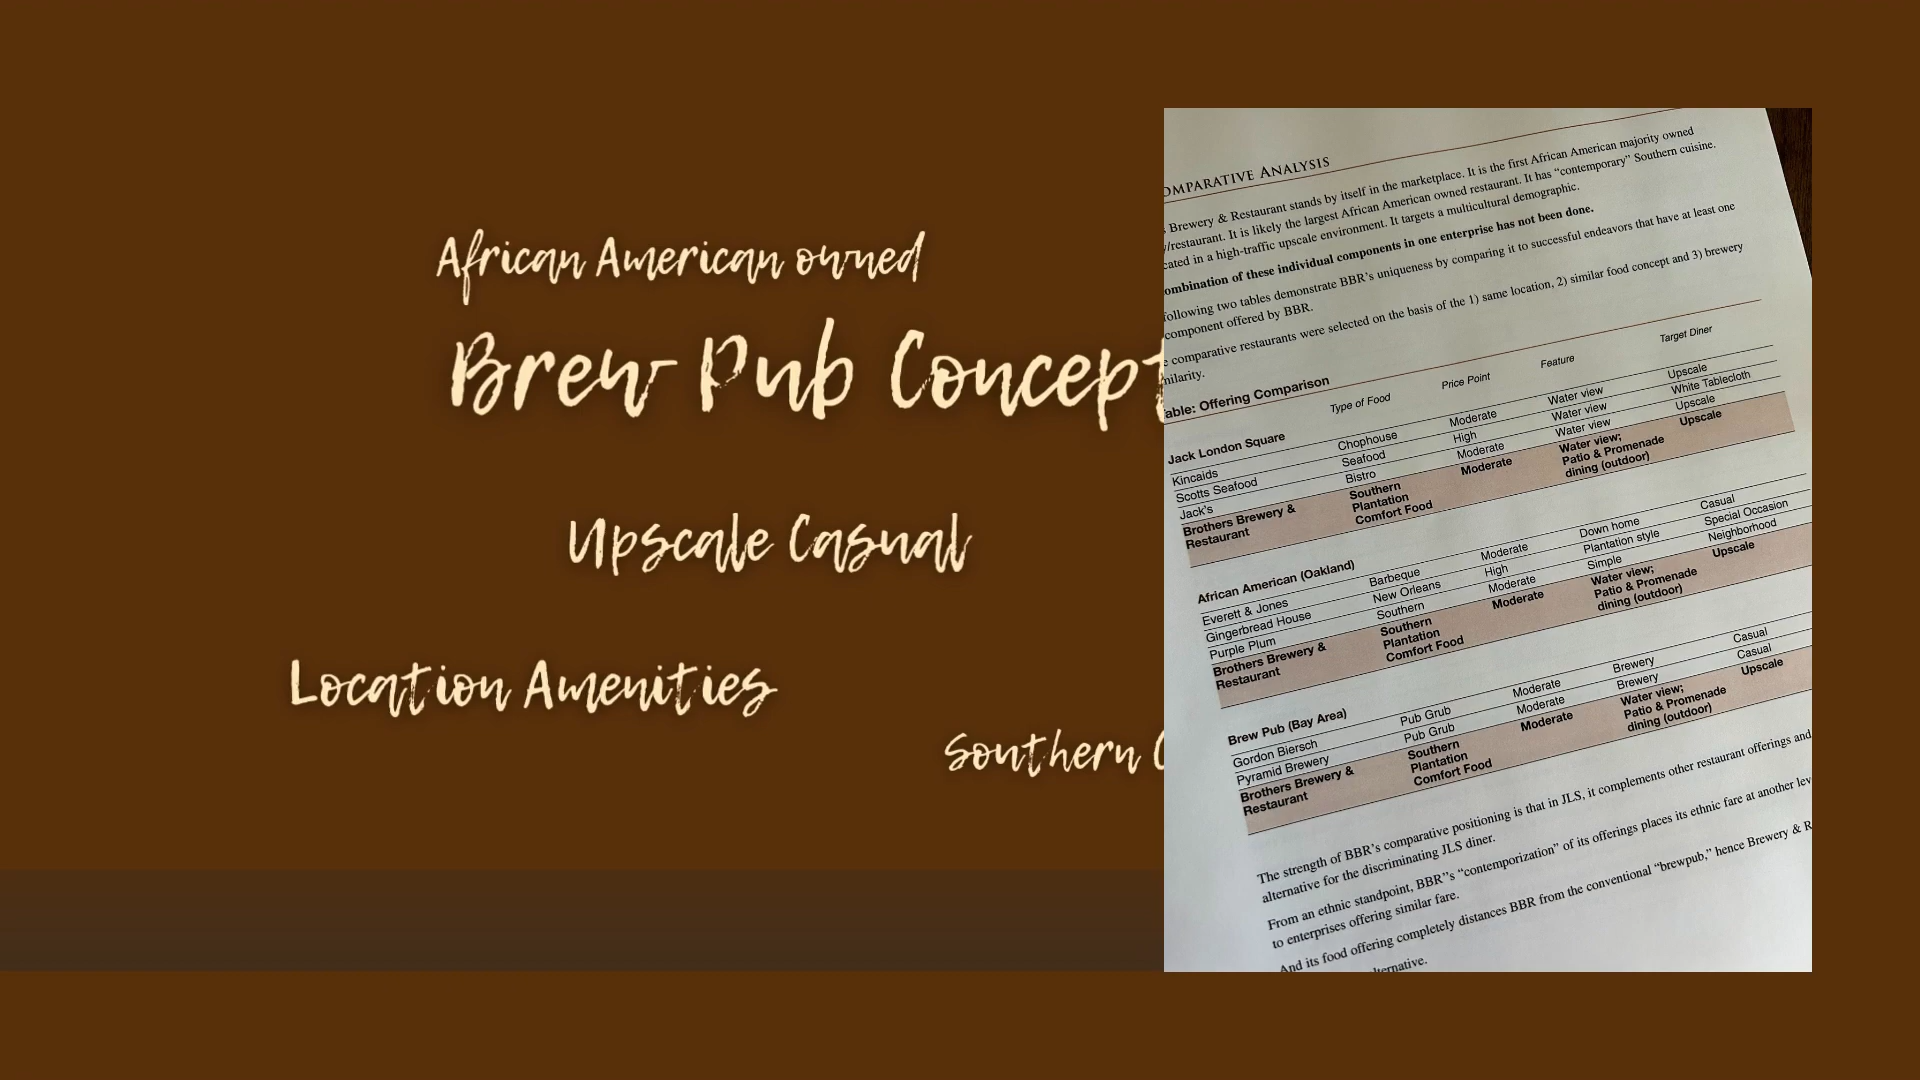 African American owned
Brew Pub Concept
Upscale Casual
Location Amenities
Southern
OMPARATIVE ANALYSIS
Brewery & Restaurant stands by itself in the marketplace. It is the first African American majority owned
/restaurant. It is likely the largest African American owned restaurant. It has “contemporary” Southern cuisine.
cated in a high-traffic upscale environment. It targets a multicultural demographic.
ombination of these individual components in one enterprise has not been done.
following two tables demonstrate BBR’s uniqueness by comparing it to successful endeavors that have at least one
component offered by BBR.
comparative restaurants were selected on the basis of the 1) same location, 2) similar food concept and 3) brewery
milarity.
able: Offering Comparison
Type of Food Price Point Feature Target Diner
Jack London Square
Kincaids Chophouse Moderate Water view Upscale
Scotts Seafood Seafood High Water view White Tablecloth
Jack's Bistro Moderate Water view Upscale
Brothers Brewery & Southern Moderate Water view; Upscale
Restaurant Plantation Patio & Promenade
Comfort Food dining (outdoor)
African American (Oakland)
Everett & Jones Barbeque Moderate Down home Casual
Gingerbread House New Orleans High Plantation style Special Occasion
Purple Plum Southern Moderate Simple Neighborhood
Brothers Brewery & Southern Moderate Water view; Upscale
Restaurant Plantation Patio & Promenade
Comfort Food dining (outdoor)
Brew Pub (Bay Area)
Gordon Biersch Pub Grub Moderate Brewery Casual
Pyramid Brewery Pub Grub Moderate Brewery Casual
Brothers Brewery & Southern Moderate Water view; Upscale
Restaurant Plantation Patio & Promenade
Comfort Food dining (outdoor)
The strength of BBR’s comparative positioning is that in JLS, it complements other restaurant offerings and
alternative for the discriminating JLS diner.
From an ethnic standpoint, BBR’’s “contemporization” of its offerings places its ethnic fare at another lev
to enterprises offering similar fare.
And its food offering completely distances BBR from the conventional “brewpub,” hence Brewery & R
lternative.